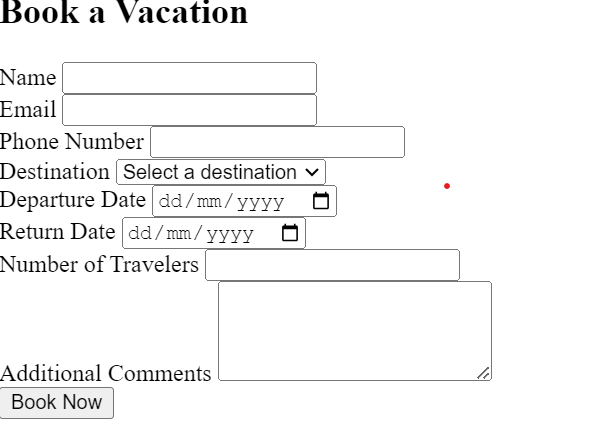 Book a Vacation
Name
Email
Phone Number
Destination Select a destination
Departure Date dd/mm/yyyy
Return Date dd/mm/yyyy
Number of Travelers
Additional Comments
Book Now